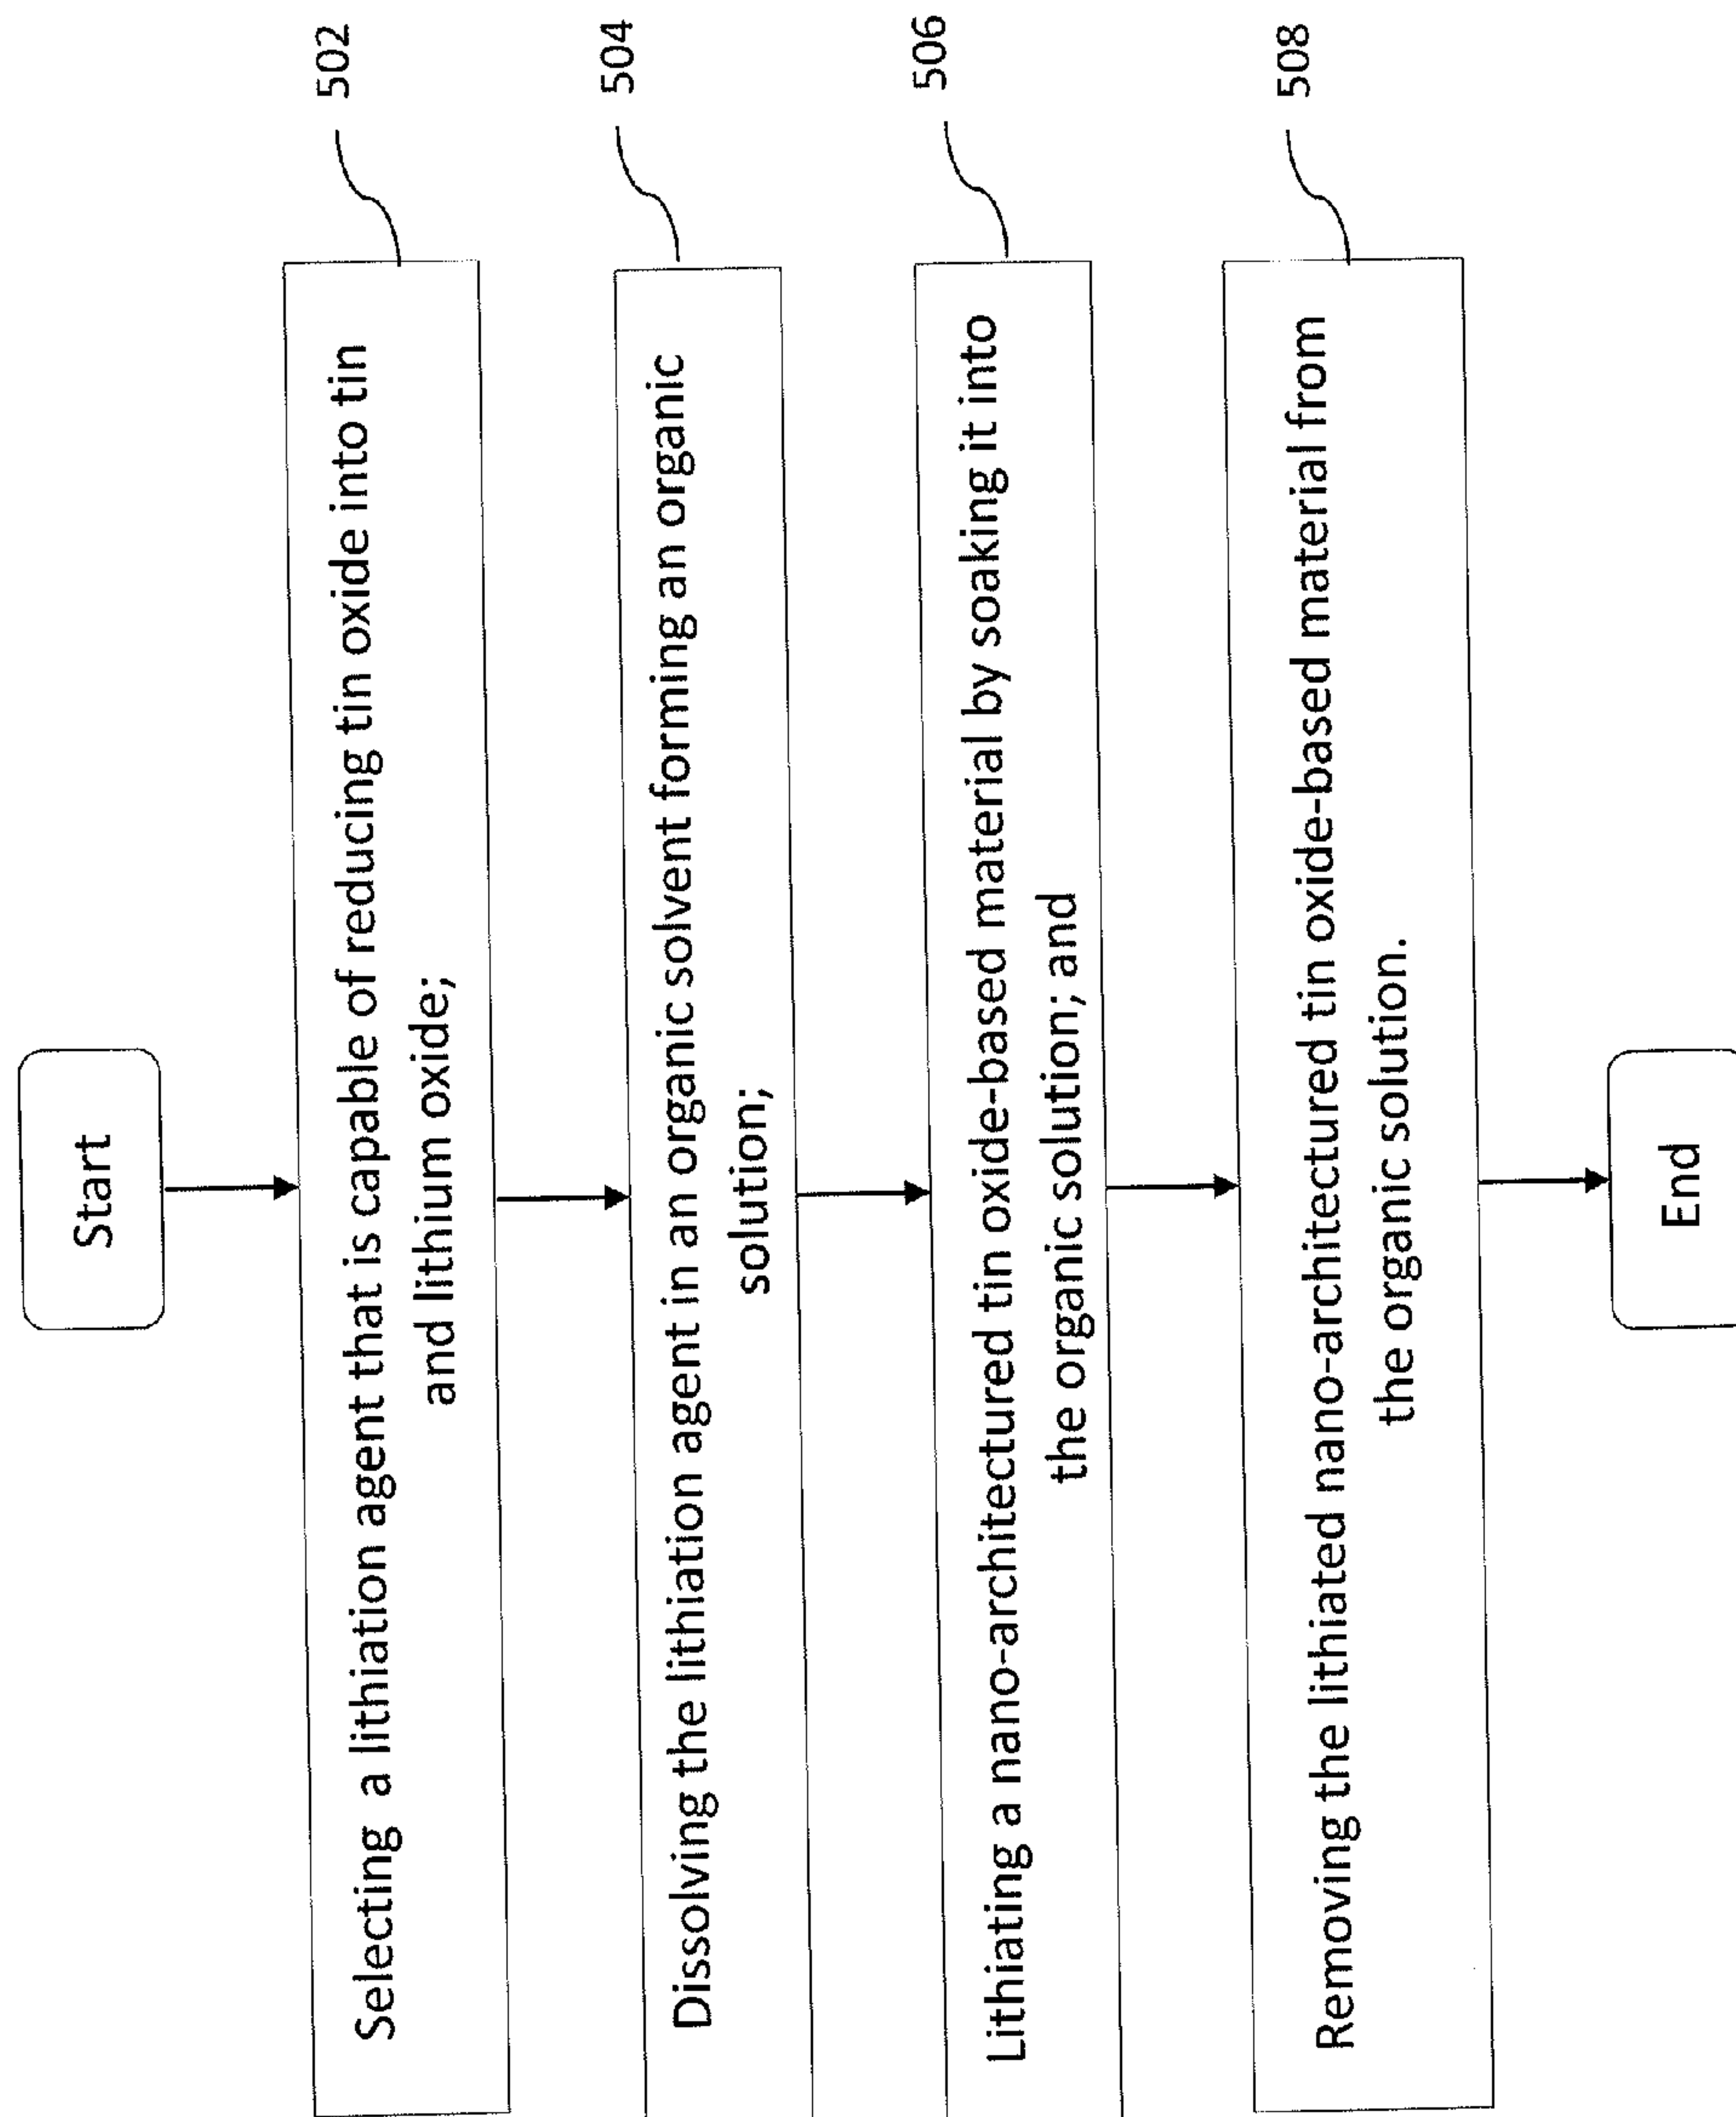 Start
Selecting a lithiation agent that is capable of reducing tin oxide into tin
and lithium oxide;
502
Dissolving the lithiation agent in an organic solvent forming an organic
solution;
504
Lithiating a nano-architectured tin oxide-based material by soaking it into
the organic solution; and
506
Removing the lithiated nano-architectured tin oxide-based material from
the organic solution.
508
End